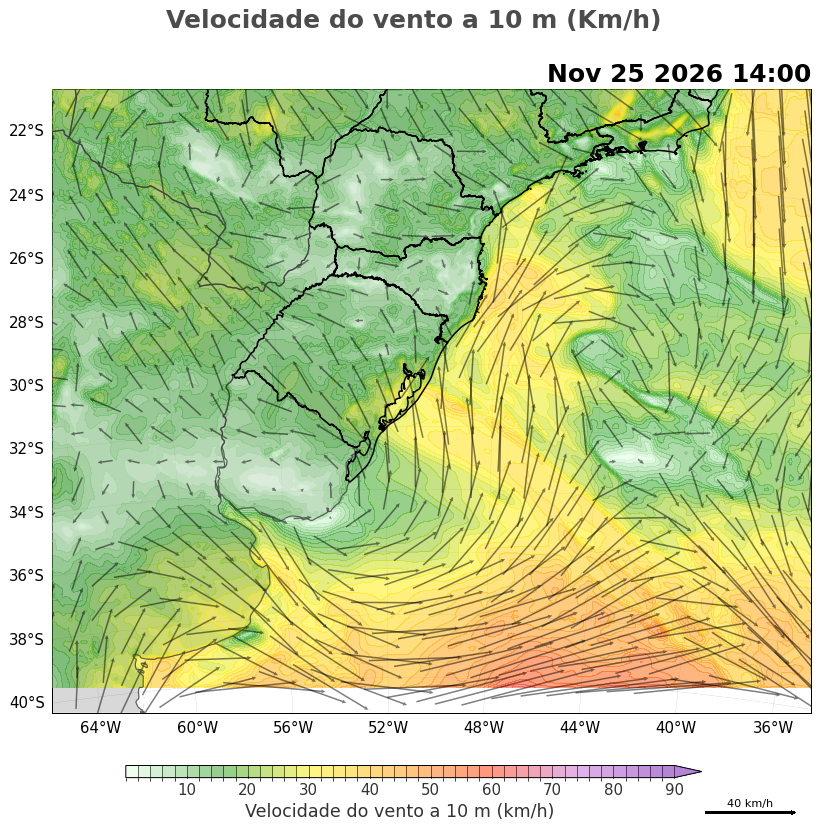 Velocidade do vento a 10 m (Km/h)
Nov 25 2026 14:00
22°S
24°S
26°S
28°S
30°S
32°S
34°S
36°S
38°S
40°S
64°W 60°W 56°W 52°W 48°W 44°W 40°W 36°W
10 20 30 40 50 60 70 80 90
Velocidade do vento a 10 m (km/h)
40 km/h